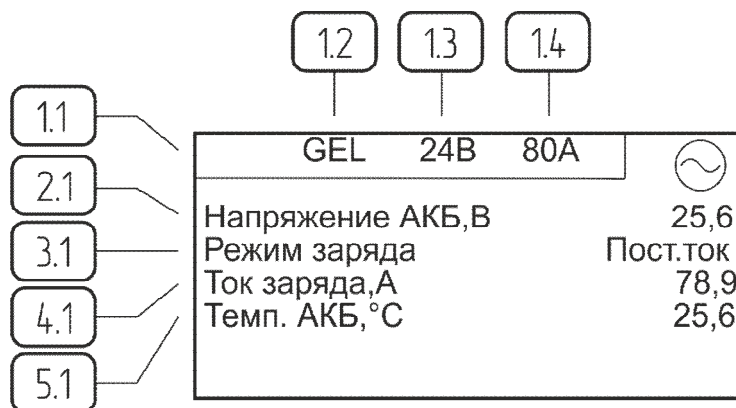 1.2 1.3 1.4
1.1
GEL 24В 80А
2.1
Напряжение АКБ,В 25,6
3.1
Режим заряда Пост.ток
Ток заряда,А 78,9
4.1
Темп. АКБ,°С 25,6
5.1